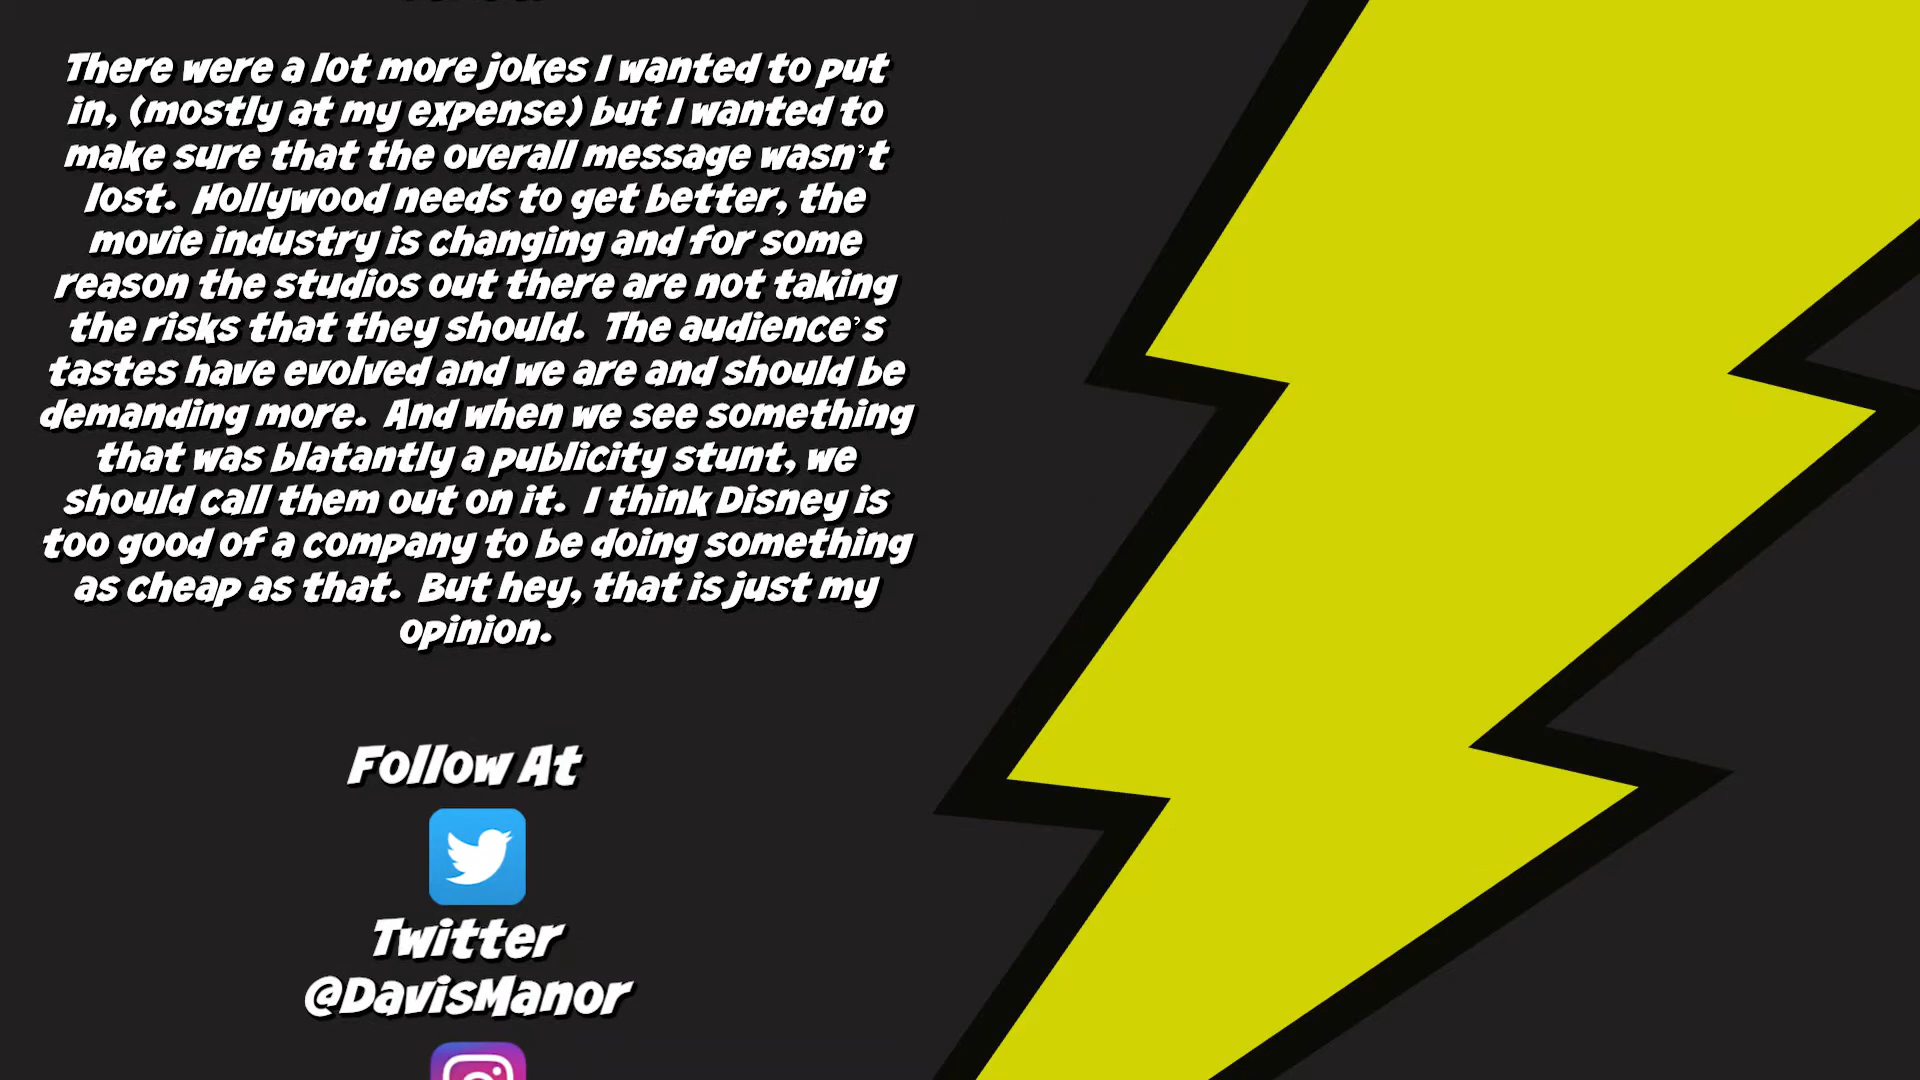 There were a lot more jokes I wanted to put
in, (mostly at my expense) but I wanted to
make sure that the overall message wasn't
lost.  Hollywood needs to get better, the
movie industry is changing and for some
reason the studios out there are not taking
the risks that they should.  The audience's
tastes have evolved and we are and should be
demanding more.  And when we see something
that was blatantly a publicity stunt, we
should call them out on it.  I think Disney is
too good of a company to be doing something
as cheap as that.  But hey, that is just my
opinion.
Follow At
Twitter
@DavisManor